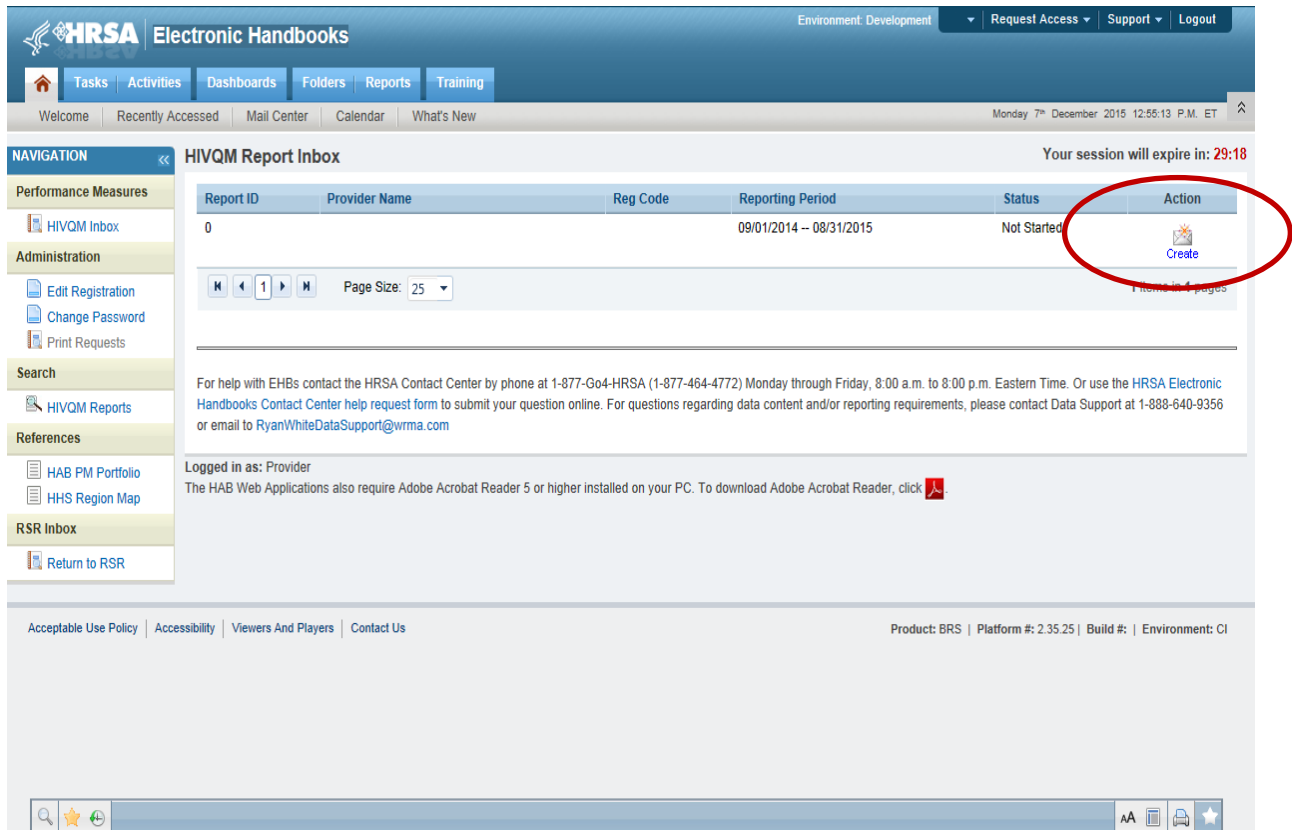 Environment: Development Request Access Support Logout
HRSA Electronic Handbooks
Tasks Activities Dashboards Folders Reports Training
Welcome Recently Accessed Mail Center Calendar What's New Monday 7th December 2015 12:55:13 P.M. ET
NAVIGATION HIVQM Report Inbox Your session will expire in: 29:18
Performance Measures
HIVQM Inbox
Administration
Edit Registration
Change Password
Print Requests
Search
HIVQM Reports
References
HAB PM Portfolio
HHS Region Map
RSR Inbox
Return to RSR
Report ID Provider Name Reg Code Reporting Period Status Action
0 09/01/2014 -- 08/31/2015 Not Started Create
1 Page Size: 25 1 items in 1 pages
For help with EHBs contact the HRSA Contact Center by phone at 1-877-Go4-HRSA (1-877-464-4772) Monday through Friday, 8:00 a.m. to 8:00 p.m. Eastern Time. Or use the HRSA Electronic
Handbooks Contact Center help request form to submit your question online. For questions regarding data content and/or reporting requirements, please contact Data Support at 1-888-640-9356
or email to RyanWhiteDataSupport@wrma.com
Logged in as: Provider
The HAB Web Applications also require Adobe Acrobat Reader 5 or higher installed on your PC. To download Adobe Acrobat Reader, click .
Acceptable Use Policy | Accessibility | Viewers And Players | Contact Us Product: BRS | Platform #: 2.35.25 | Build #: | Environment: CI
AA